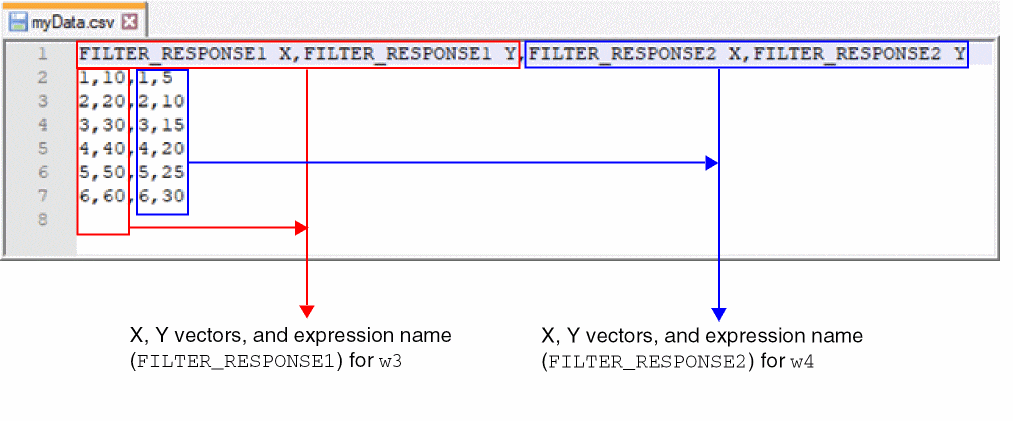 myData.csv
1 FILTER_RESPONSE1 X,FILTER_RESPONSE1 Y,FILTER_RESPONSE2 X,FILTER_RESPONSE2 Y
2 1,10,1,5
3 2,20,2,10
4 3,30,3,15
5 4,40,4,20
6 5,50,5,25
7 6,60,6,30
8
X, Y vectors, and expression name
(FILTER_RESPONSE1) for w3
X, Y vectors, and expression name
(FILTER_RESPONSE2) for w4